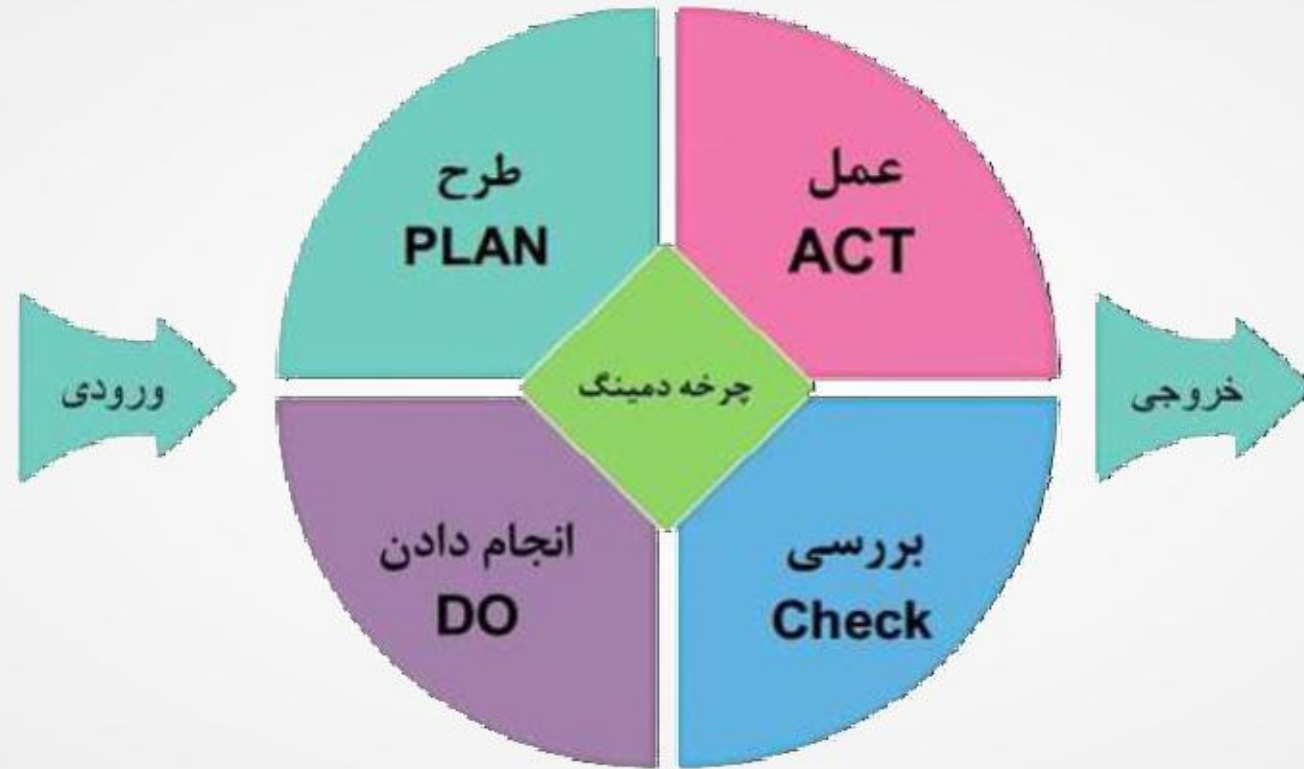 طرح
PLAN
عمل
ACT
ورودی
چرخه دمینگ
خروجی
انجام دادن
DO
بررسی
Check